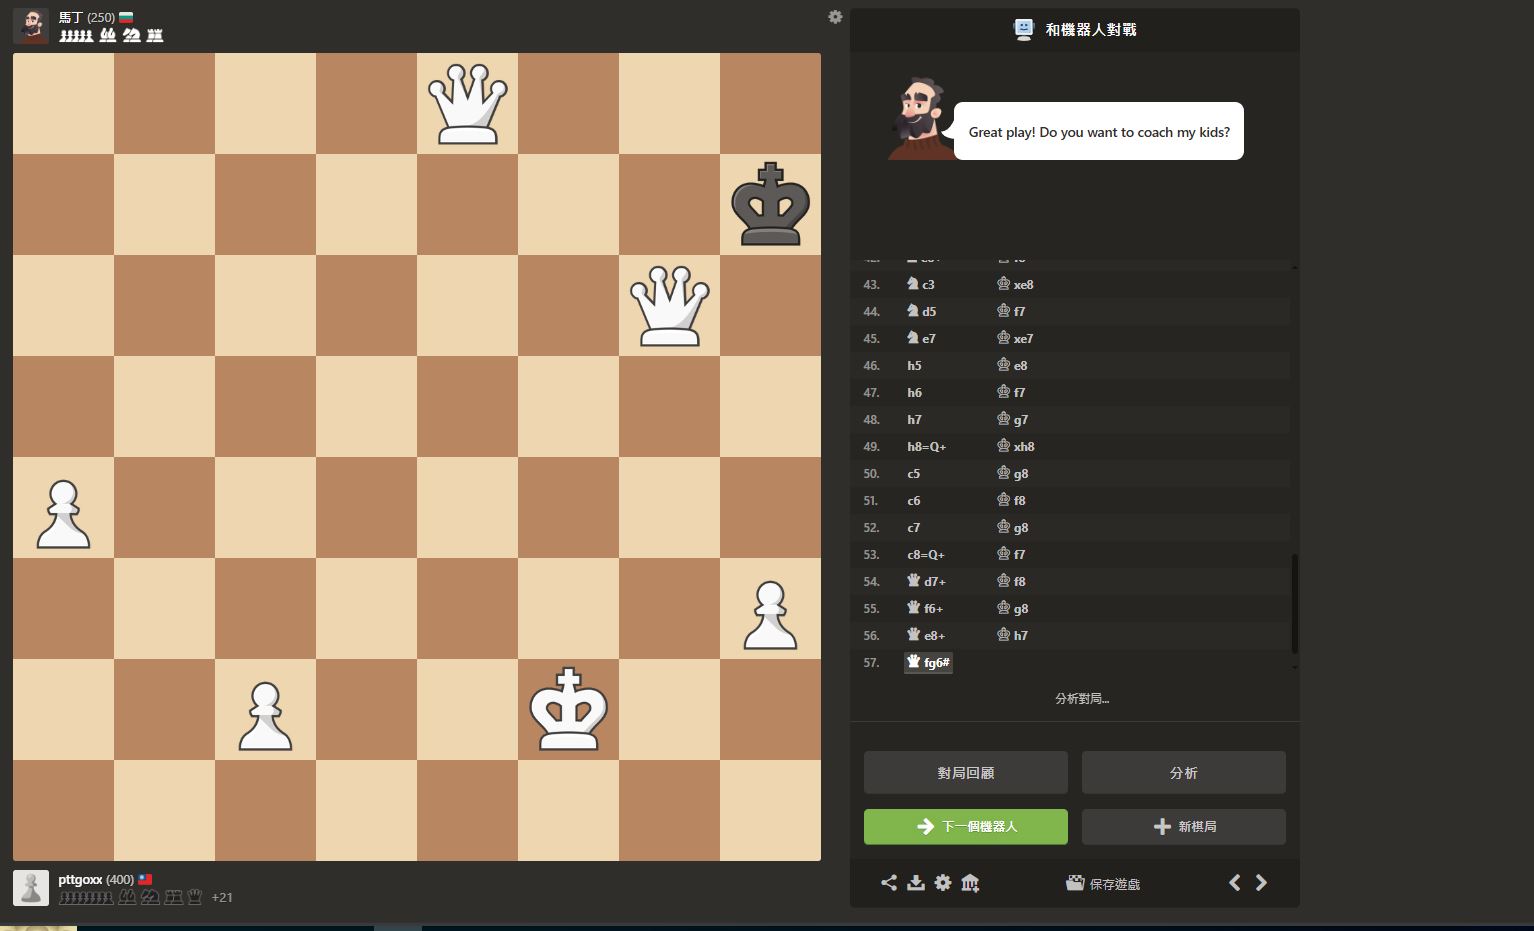 馬丁 (250)
和機器人對戰
Great play! Do you want to coach my kids?
43. c3 xe8
44. d5 f7
45. e7 xe7
46. h5 e8
47. h6 f7
48. h7 g7
49. h8=Q+ xh8
50. c5 g8
51. c6 f8
52. c7 g8
53. c8=Q+ f7
54. d7+ f8
55. f6+ g8
56. e8+ h7
57. fg6#
分析對局...
對局回顧 分析
下一個機器人 新棋局
保存遊戲
pttgoxx (400)
+21